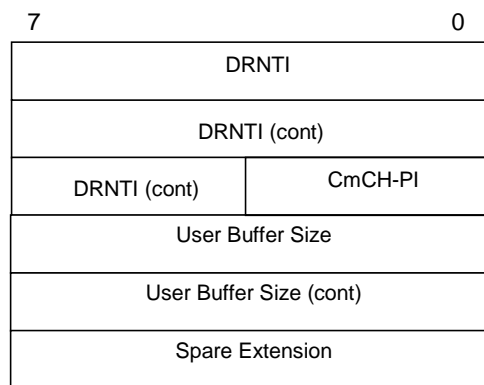 7 0
DRNTI
DRNTI (cont)
DRNTI (cont) CmCH-PI
User Buffer Size
User Buffer Size (cont)
Spare Extension